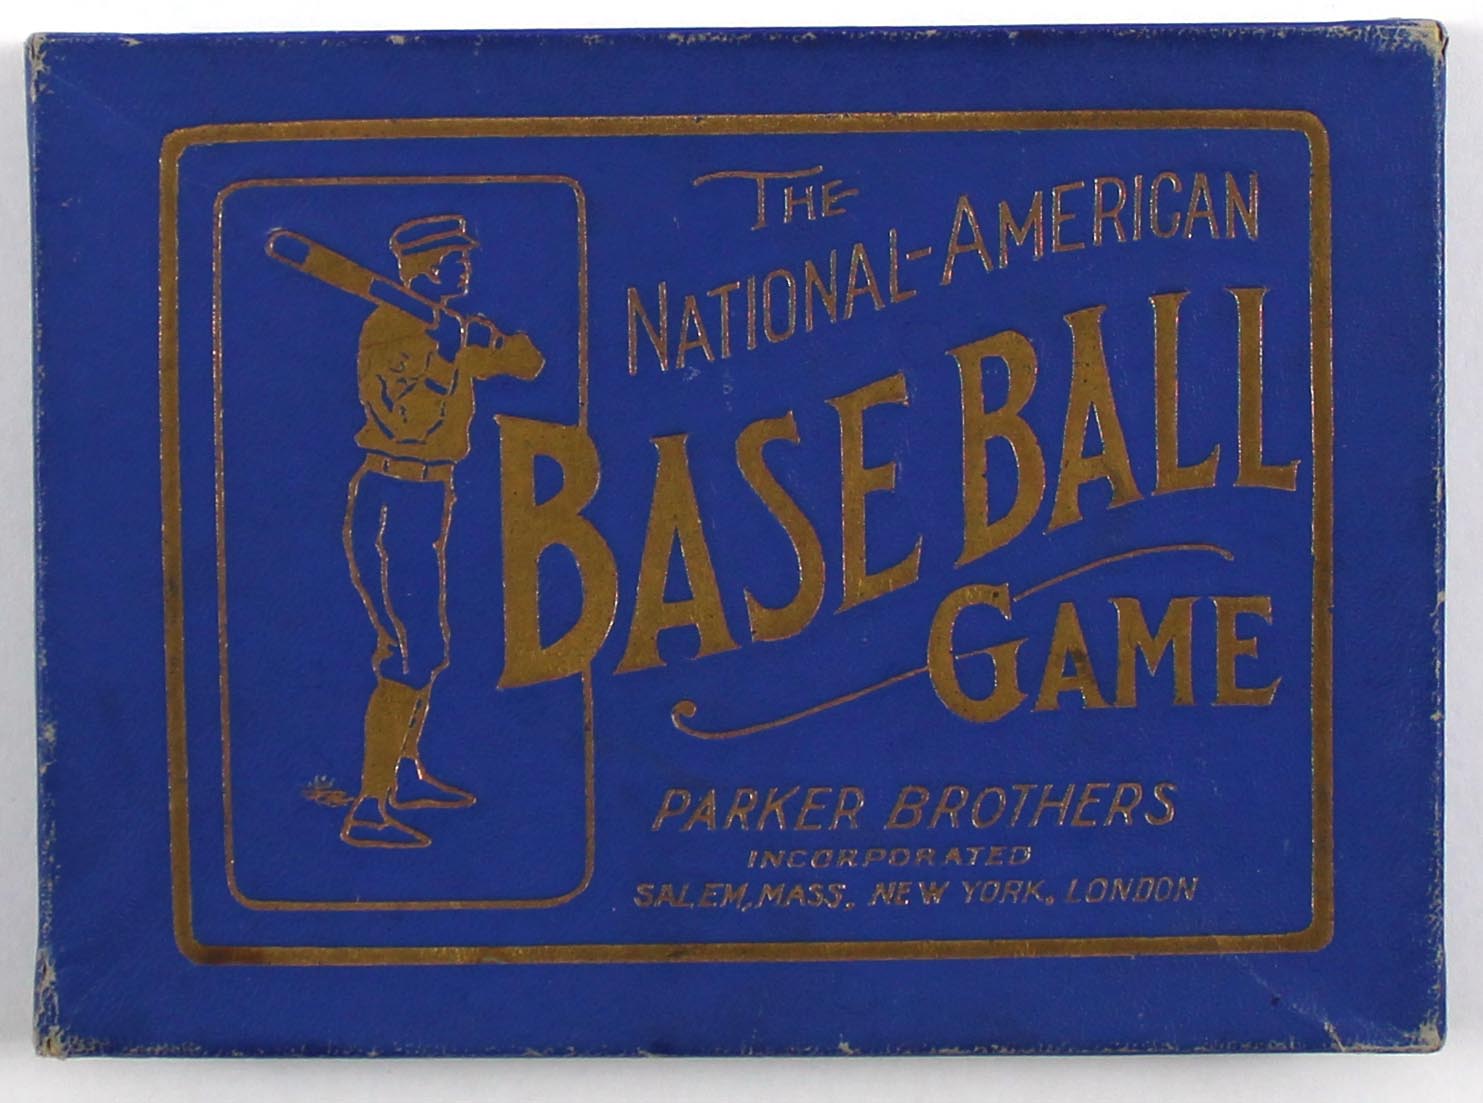 THE
NATIONAL-AMERICAN
BASE BALL
GAME
PARKER BROTHERS
INCORPORATED
SALEM, MASS. NEW YORK. LONDON